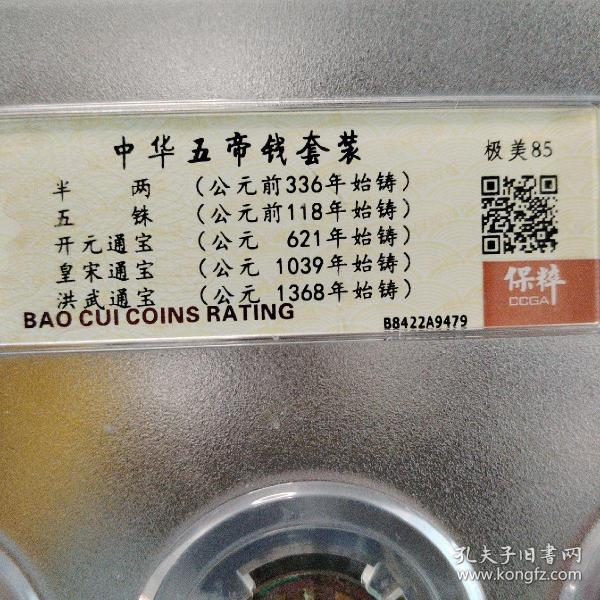 中华五帝钱套装
极美85
半 两 （公元前336年始铸）
五 铢 （公元前118年始铸）
开元通宝 （公元 621年始铸）
皇宋通宝 （公元 1039年始铸）
洪武通宝 （公元 1368年始铸）
保粹
CCGA
BAO CUI COINS RATING
B8422A9479
孔夫子旧書网
www.kongfz.com